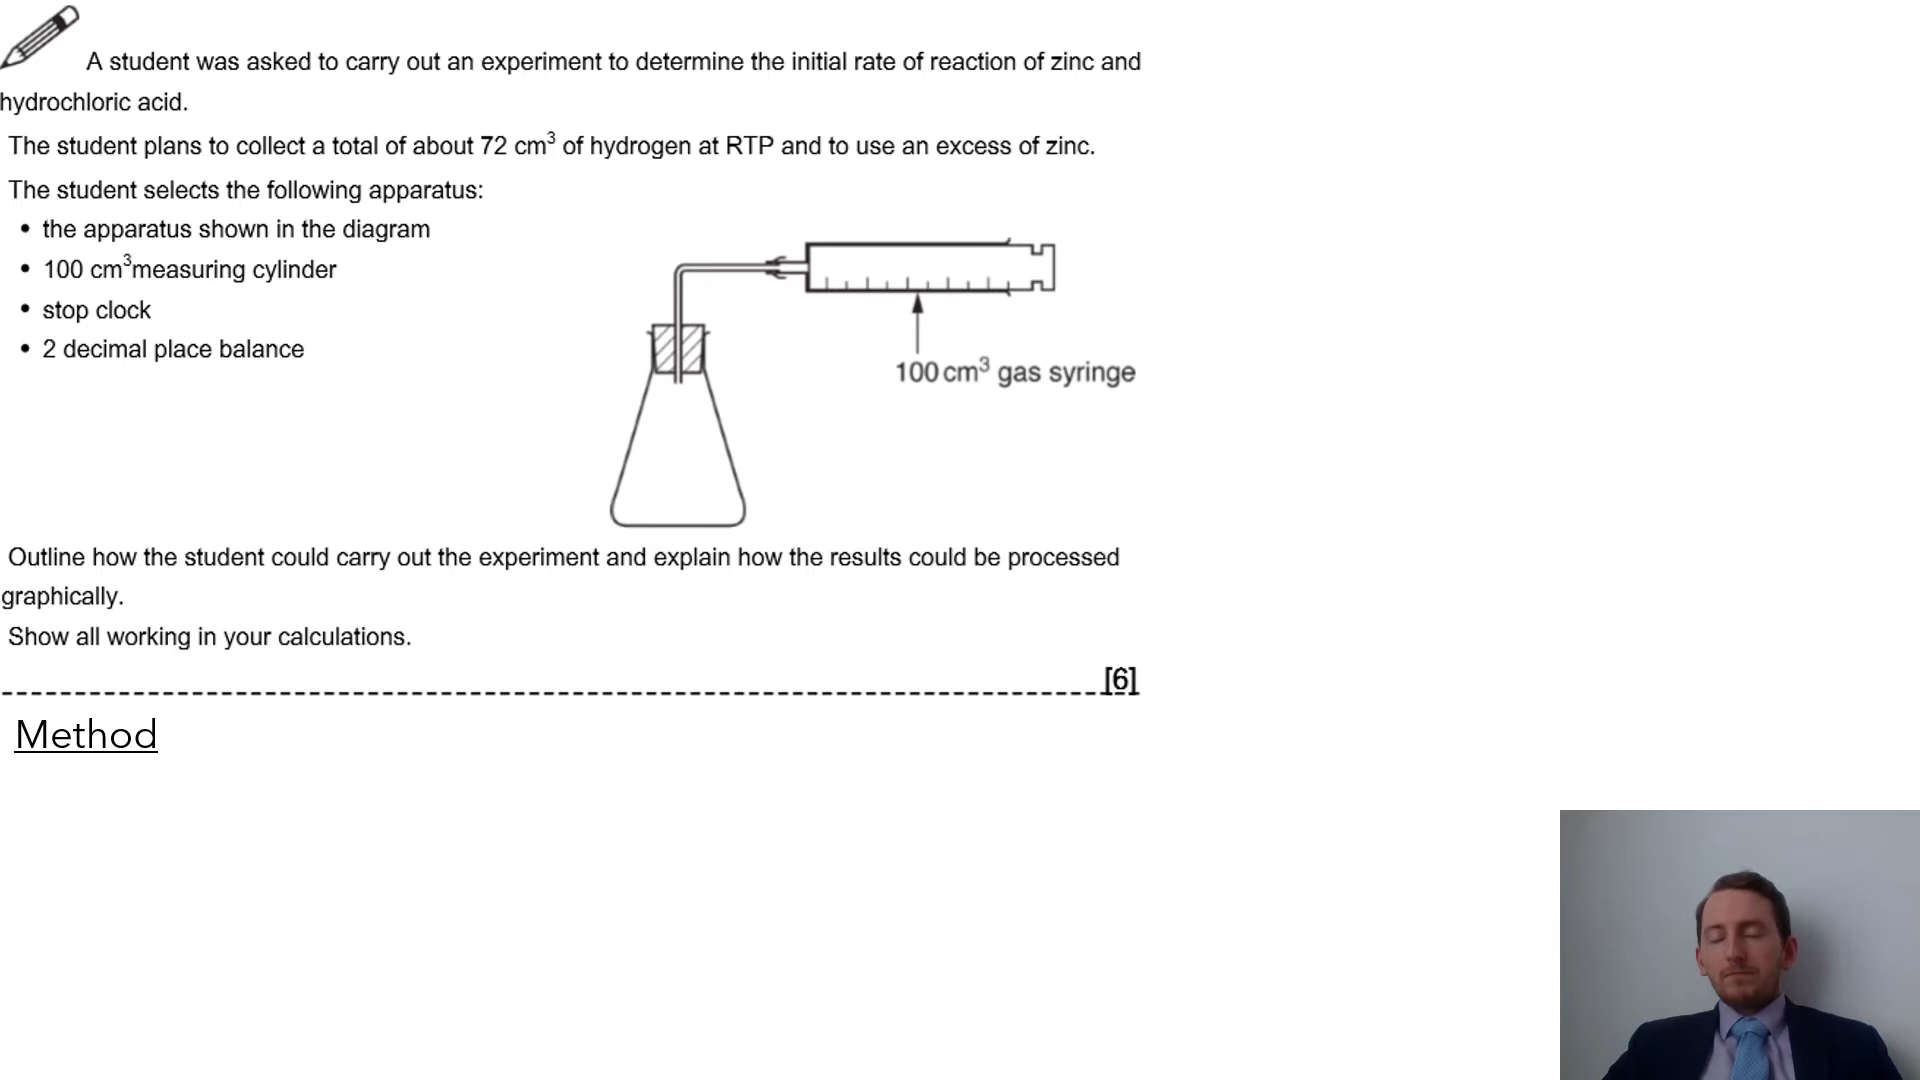 A student was asked to carry out an experiment to determine the initial rate of reaction of zinc and
hydrochloric acid.
The student plans to collect a total of about 72 cm³ of hydrogen at RTP and to use an excess of zinc.
The student selects the following apparatus:
• the apparatus shown in the diagram
• 100 cm³measuring cylinder
• stop clock
• 2 decimal place balance
100 cm³ gas syringe
Outline how the student could carry out the experiment and explain how the results could be processed
graphically.
Show all working in your calculations.
[6]
Method